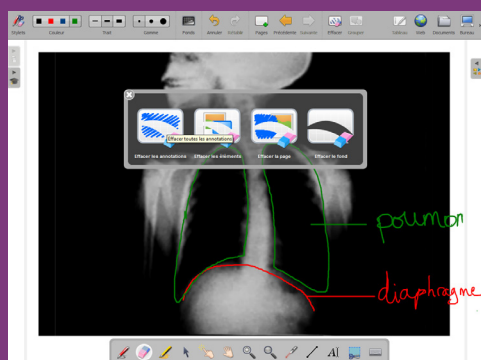 Stylets Couleur Trait Gomme Fonds Annuler Rétablir Pages Précédente Suivante Effacer Grouper Tableau Web Documents Bureau
Effacer toutes les annotations
Effacer les annotations Effacer les éléments Effacer la page Effacer le fond
poumon
diaphragme